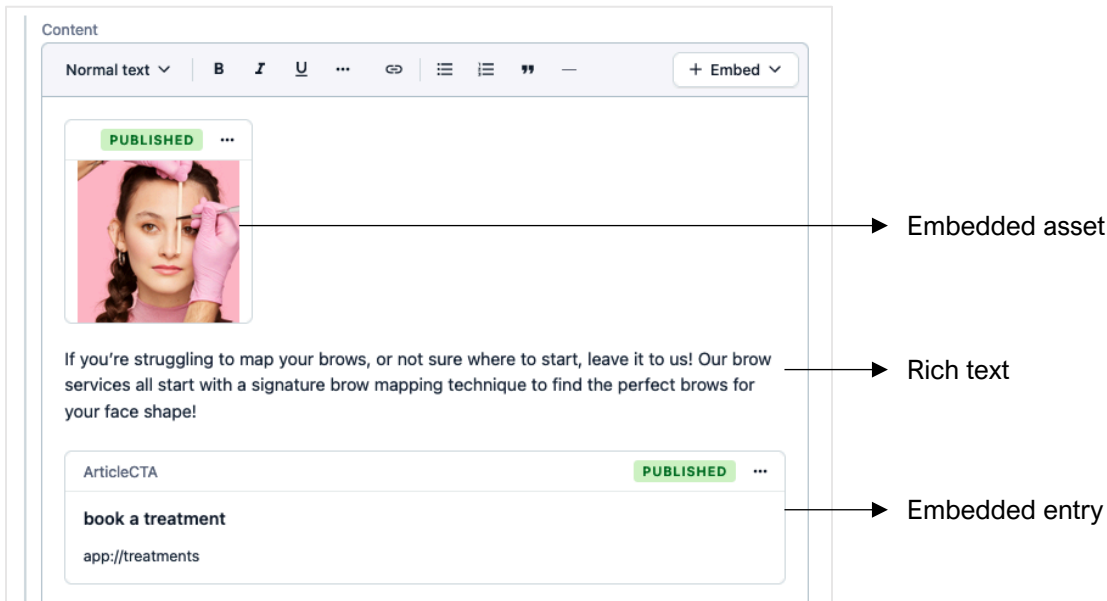 Content
Normal text B I U ... + Embed
PUBLISHED ...
Embedded asset
If you’re struggling to map your brows, or not sure where to start, leave it to us! Our brow
services all start with a signature brow mapping technique to find the perfect brows for
your face shape!
Rich text
ArticleCTA PUBLISHED ...
book a treatment
Embedded entry
app://treatments